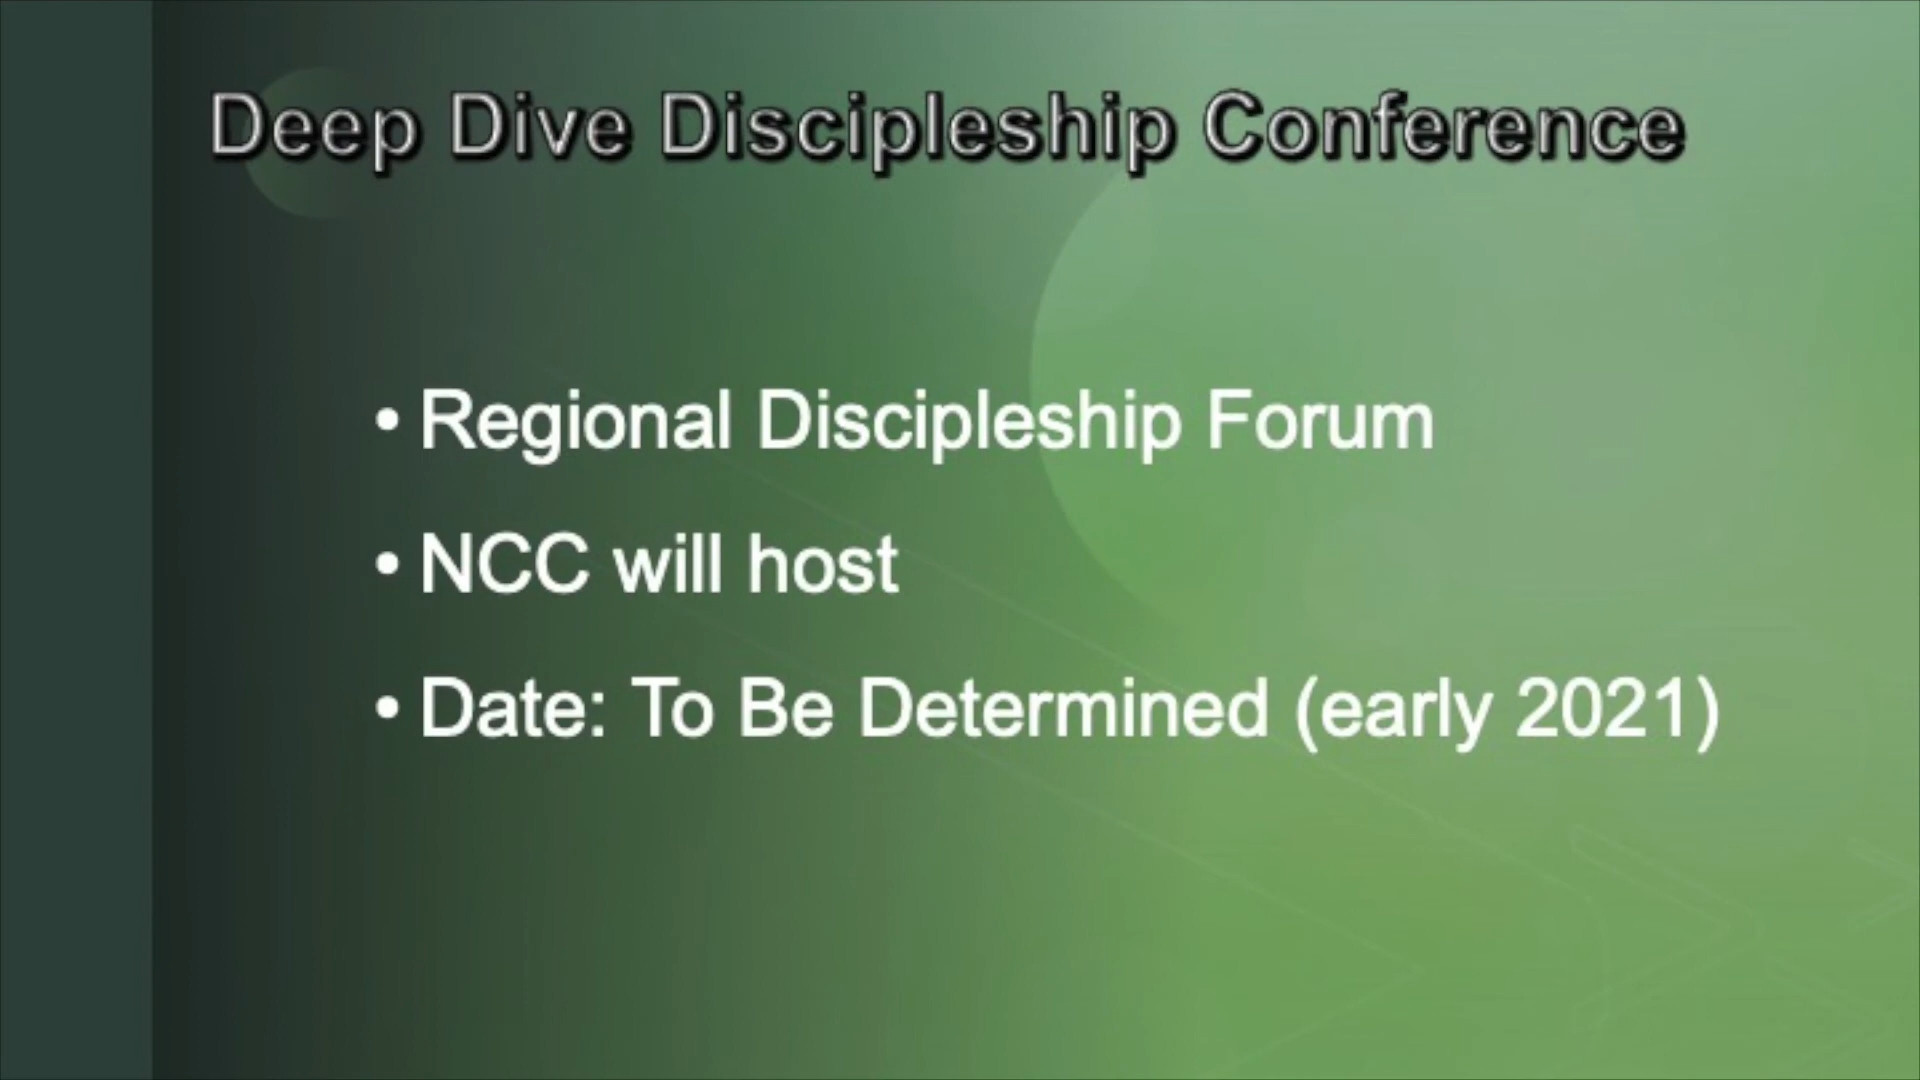 Deep Dive Discipleship Conference
• Regional Discipleship Forum
• NCC will host
• Date: To Be Determined (early 2021)